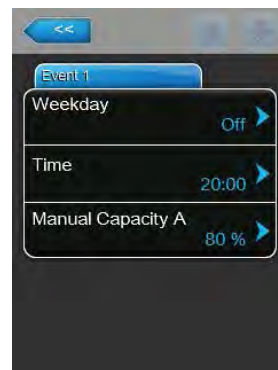 <<
Event 1
Weekday
Off
Time
20:00
Manual Capacity A
80 %